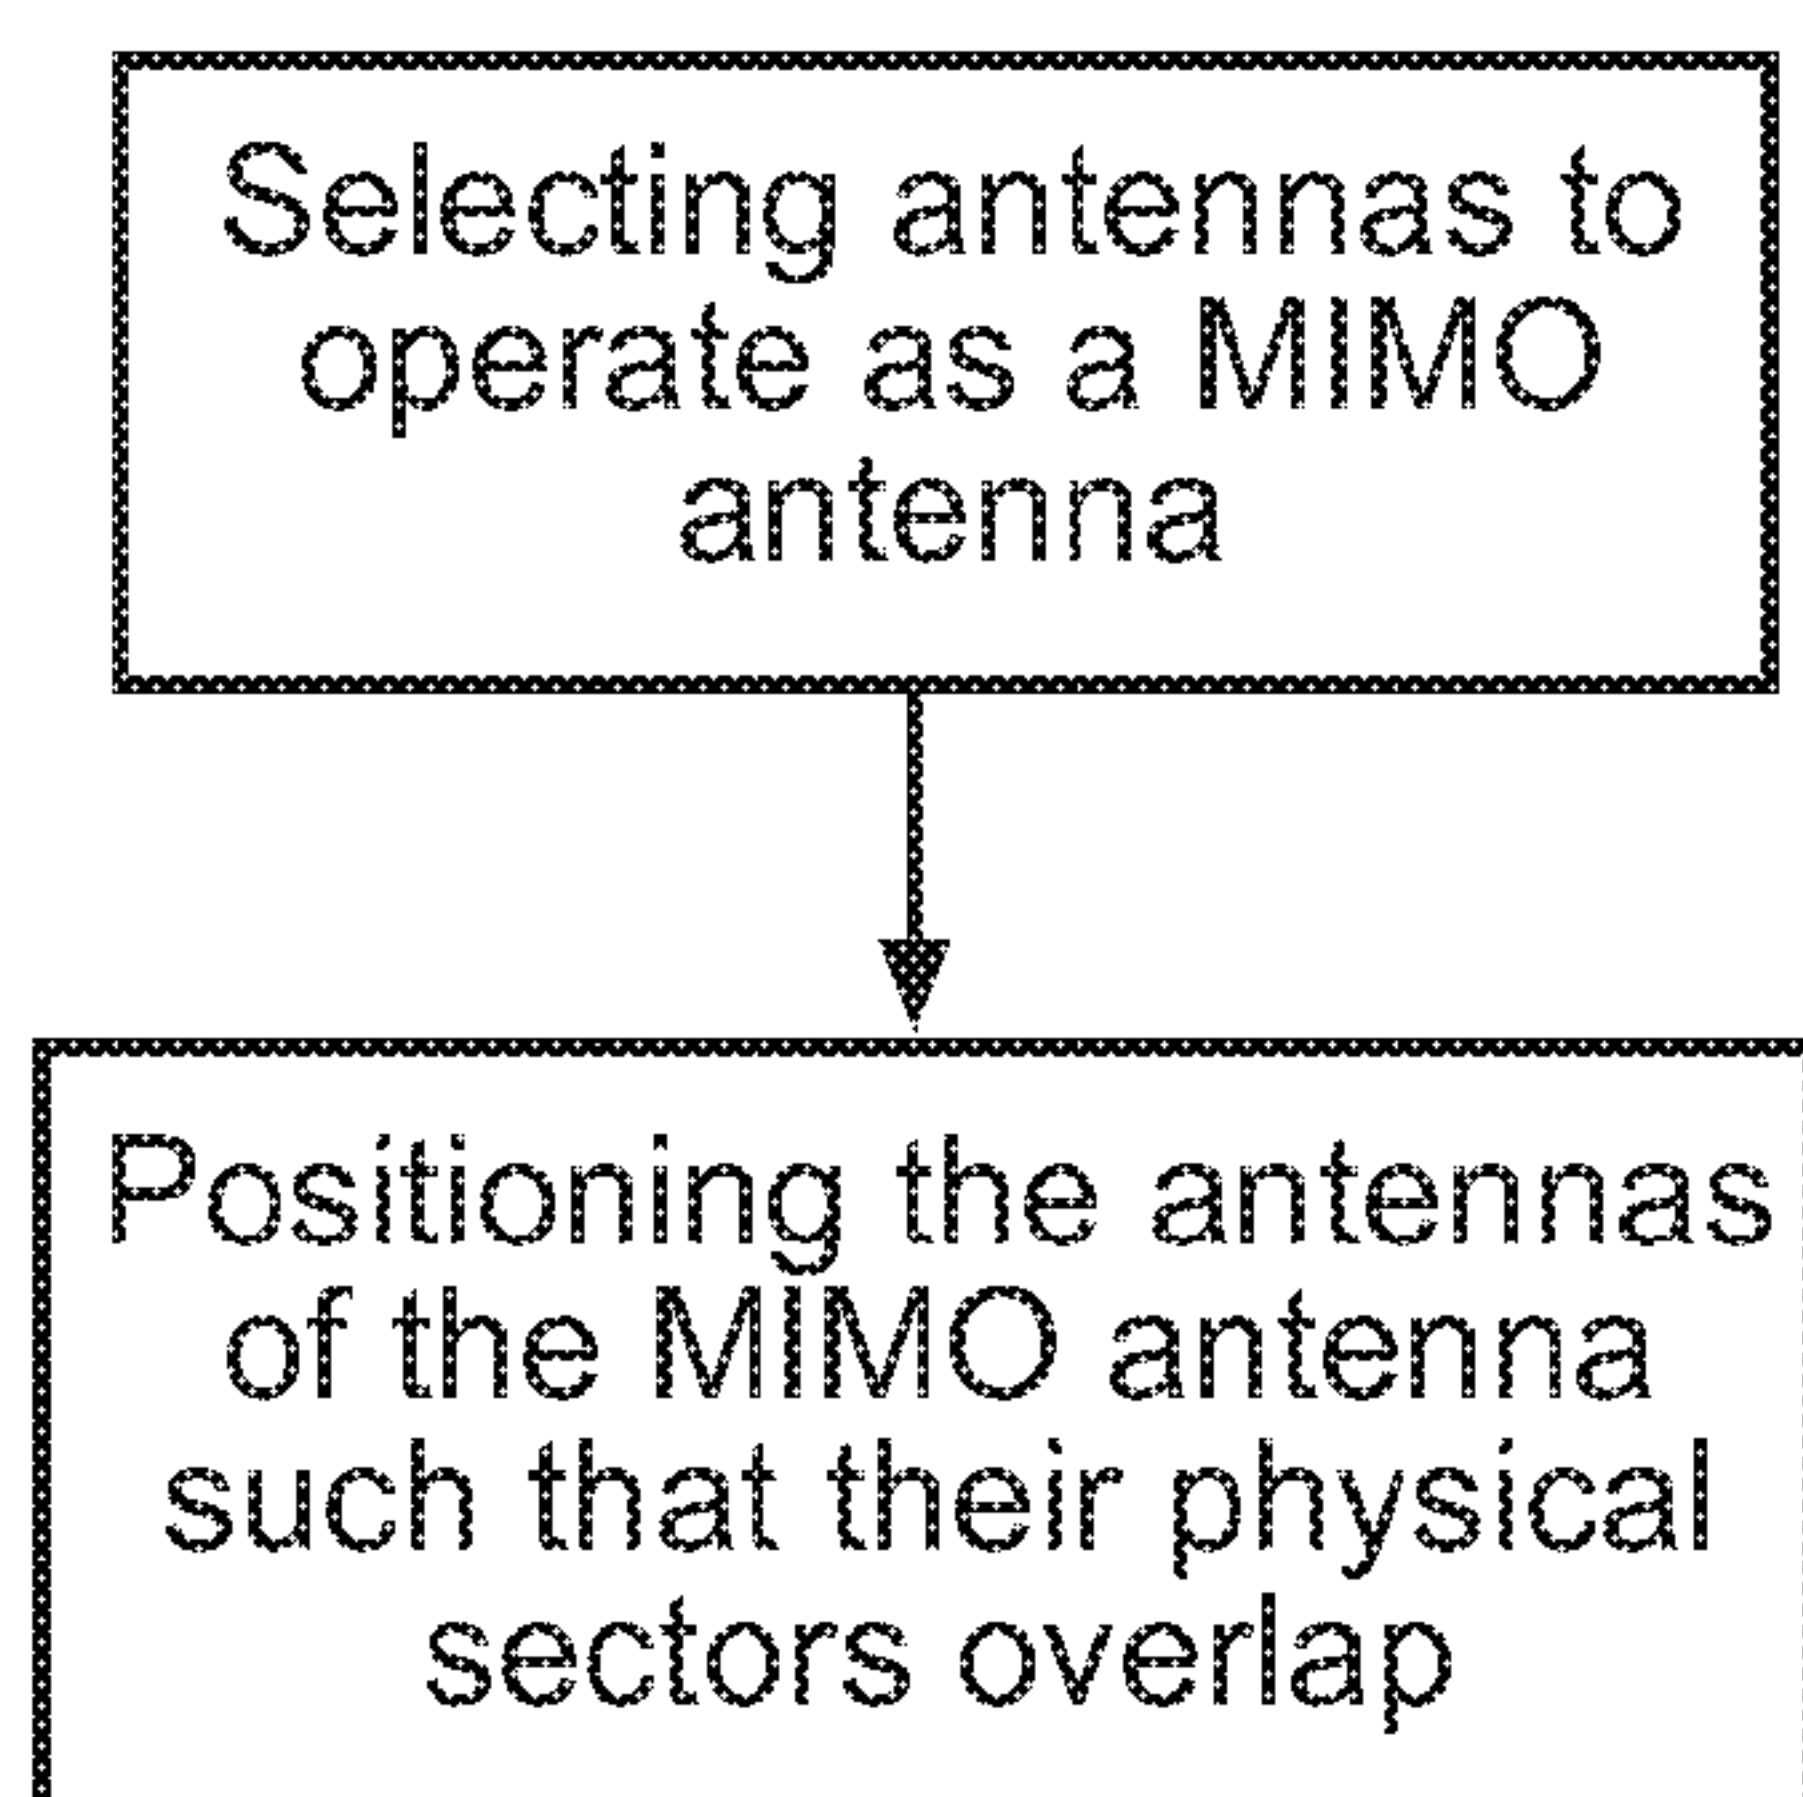 Selecting antennas to
operate as a MIMO
antenna
Positioning the antennas
of the MIMO antenna
such that their physical
sectors overlap